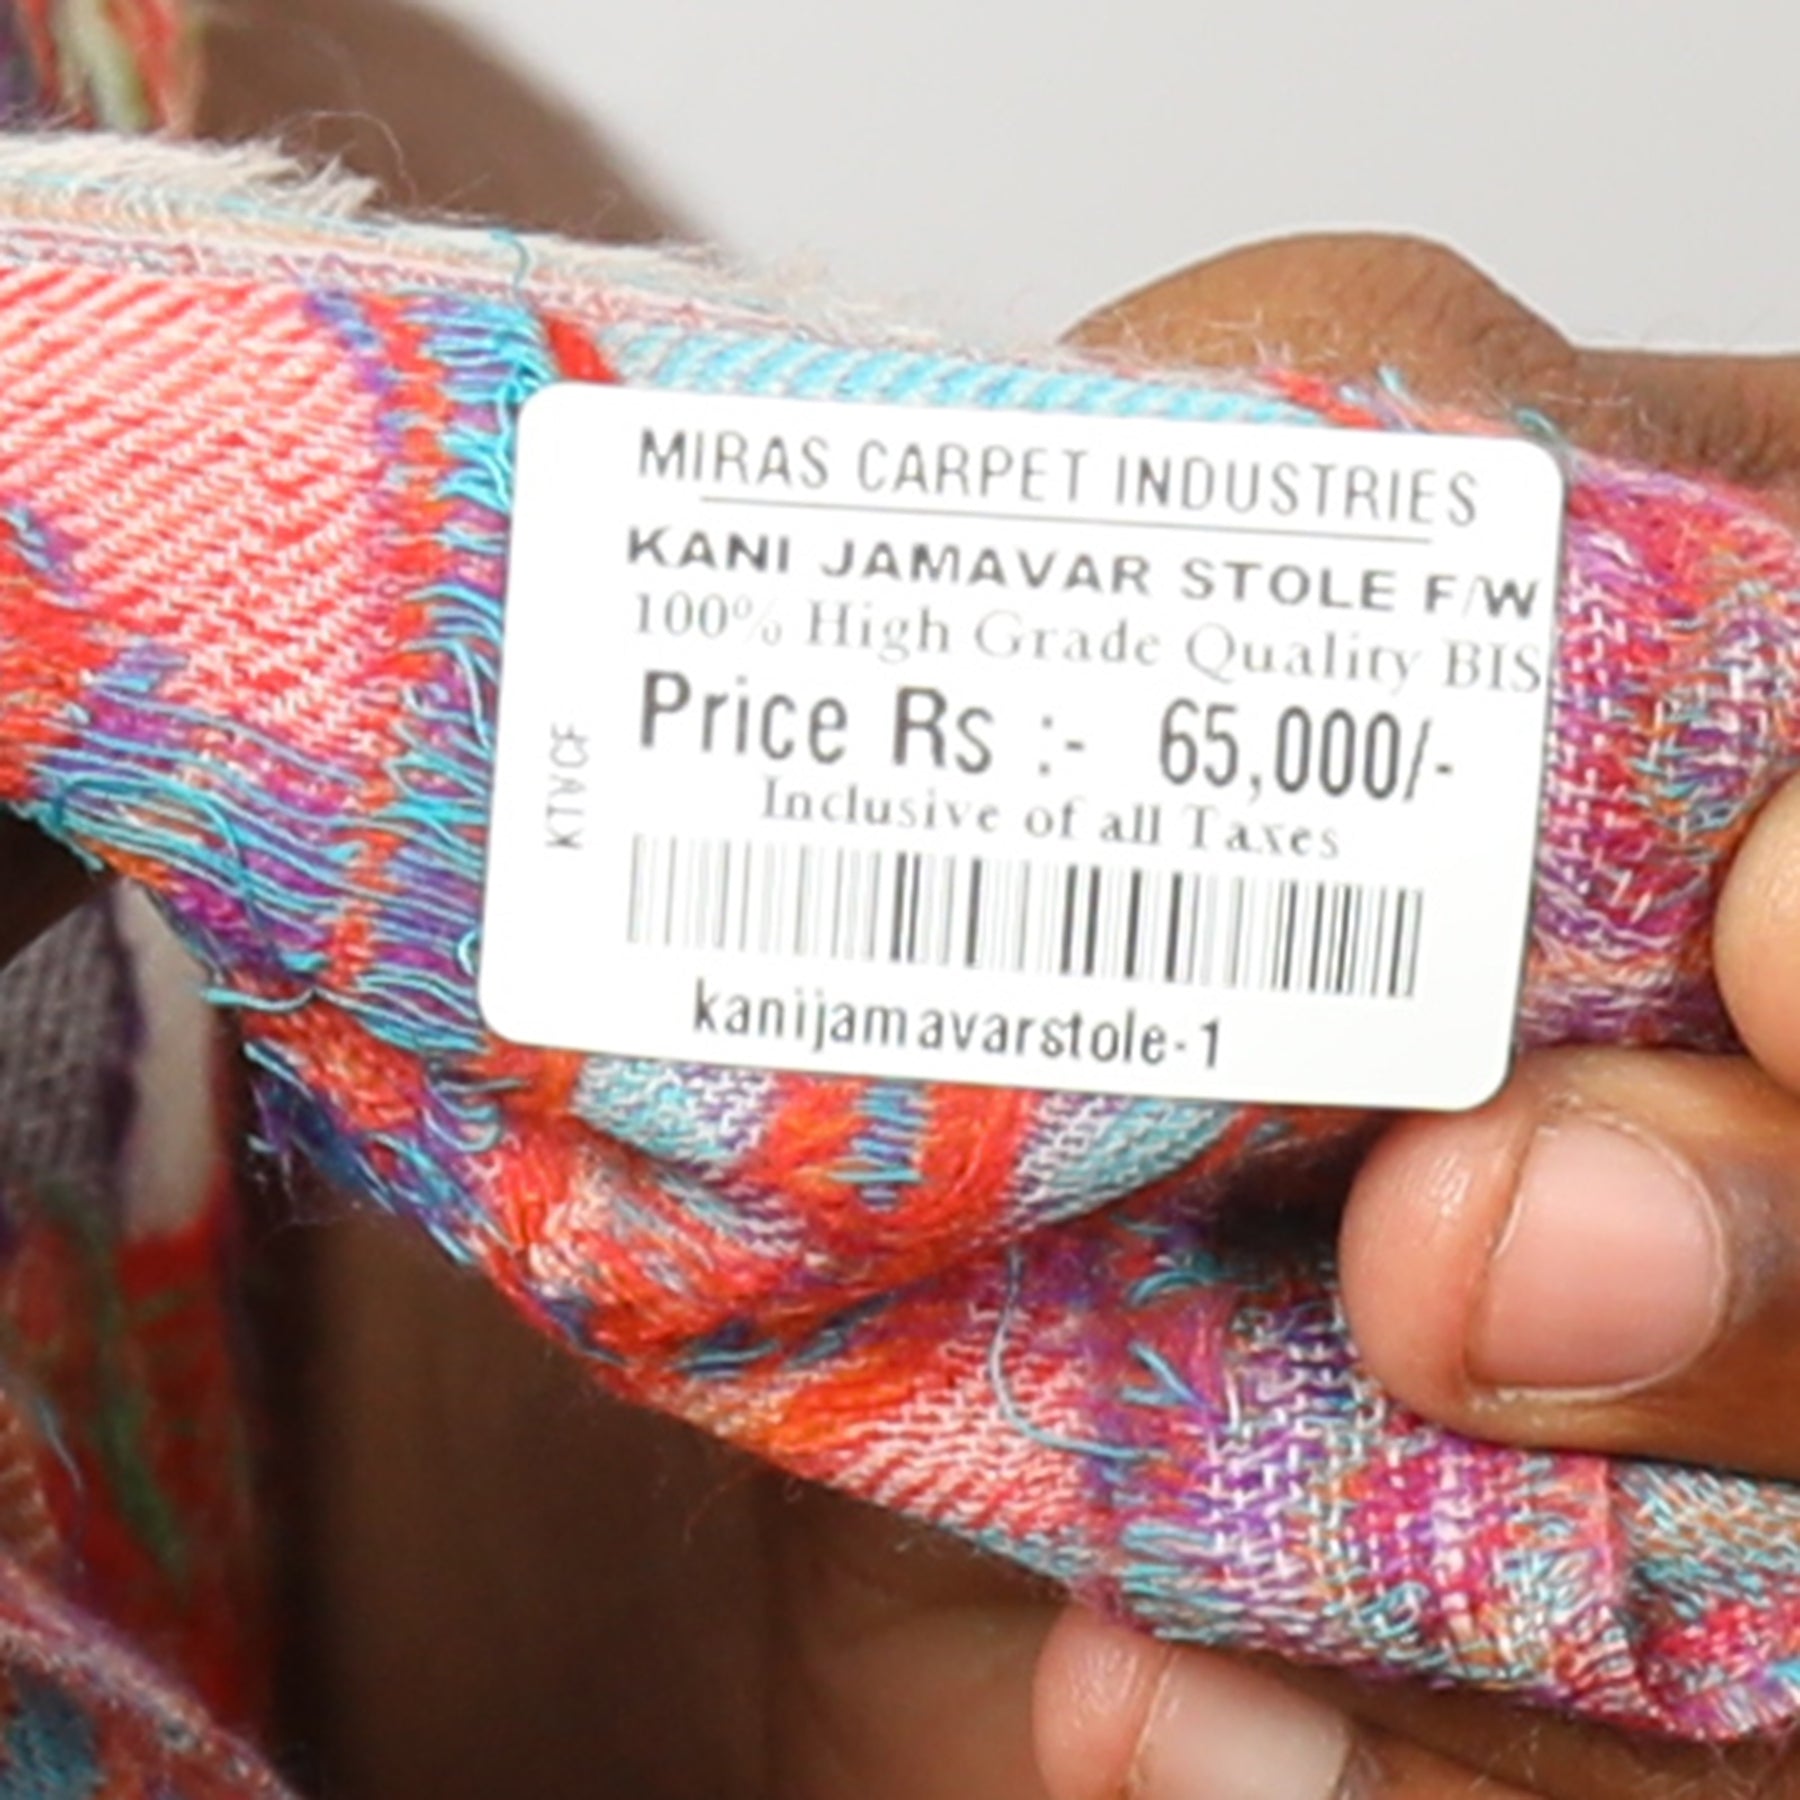 MIRAS CARPET INDUSTRIES
KANI JAMAVAR STOLE F/W
100% High Grade Quality BIS
Price Rs :- 65,000/-
Inclusive of all Taxes
KTVCF
kanijamavarstole-1